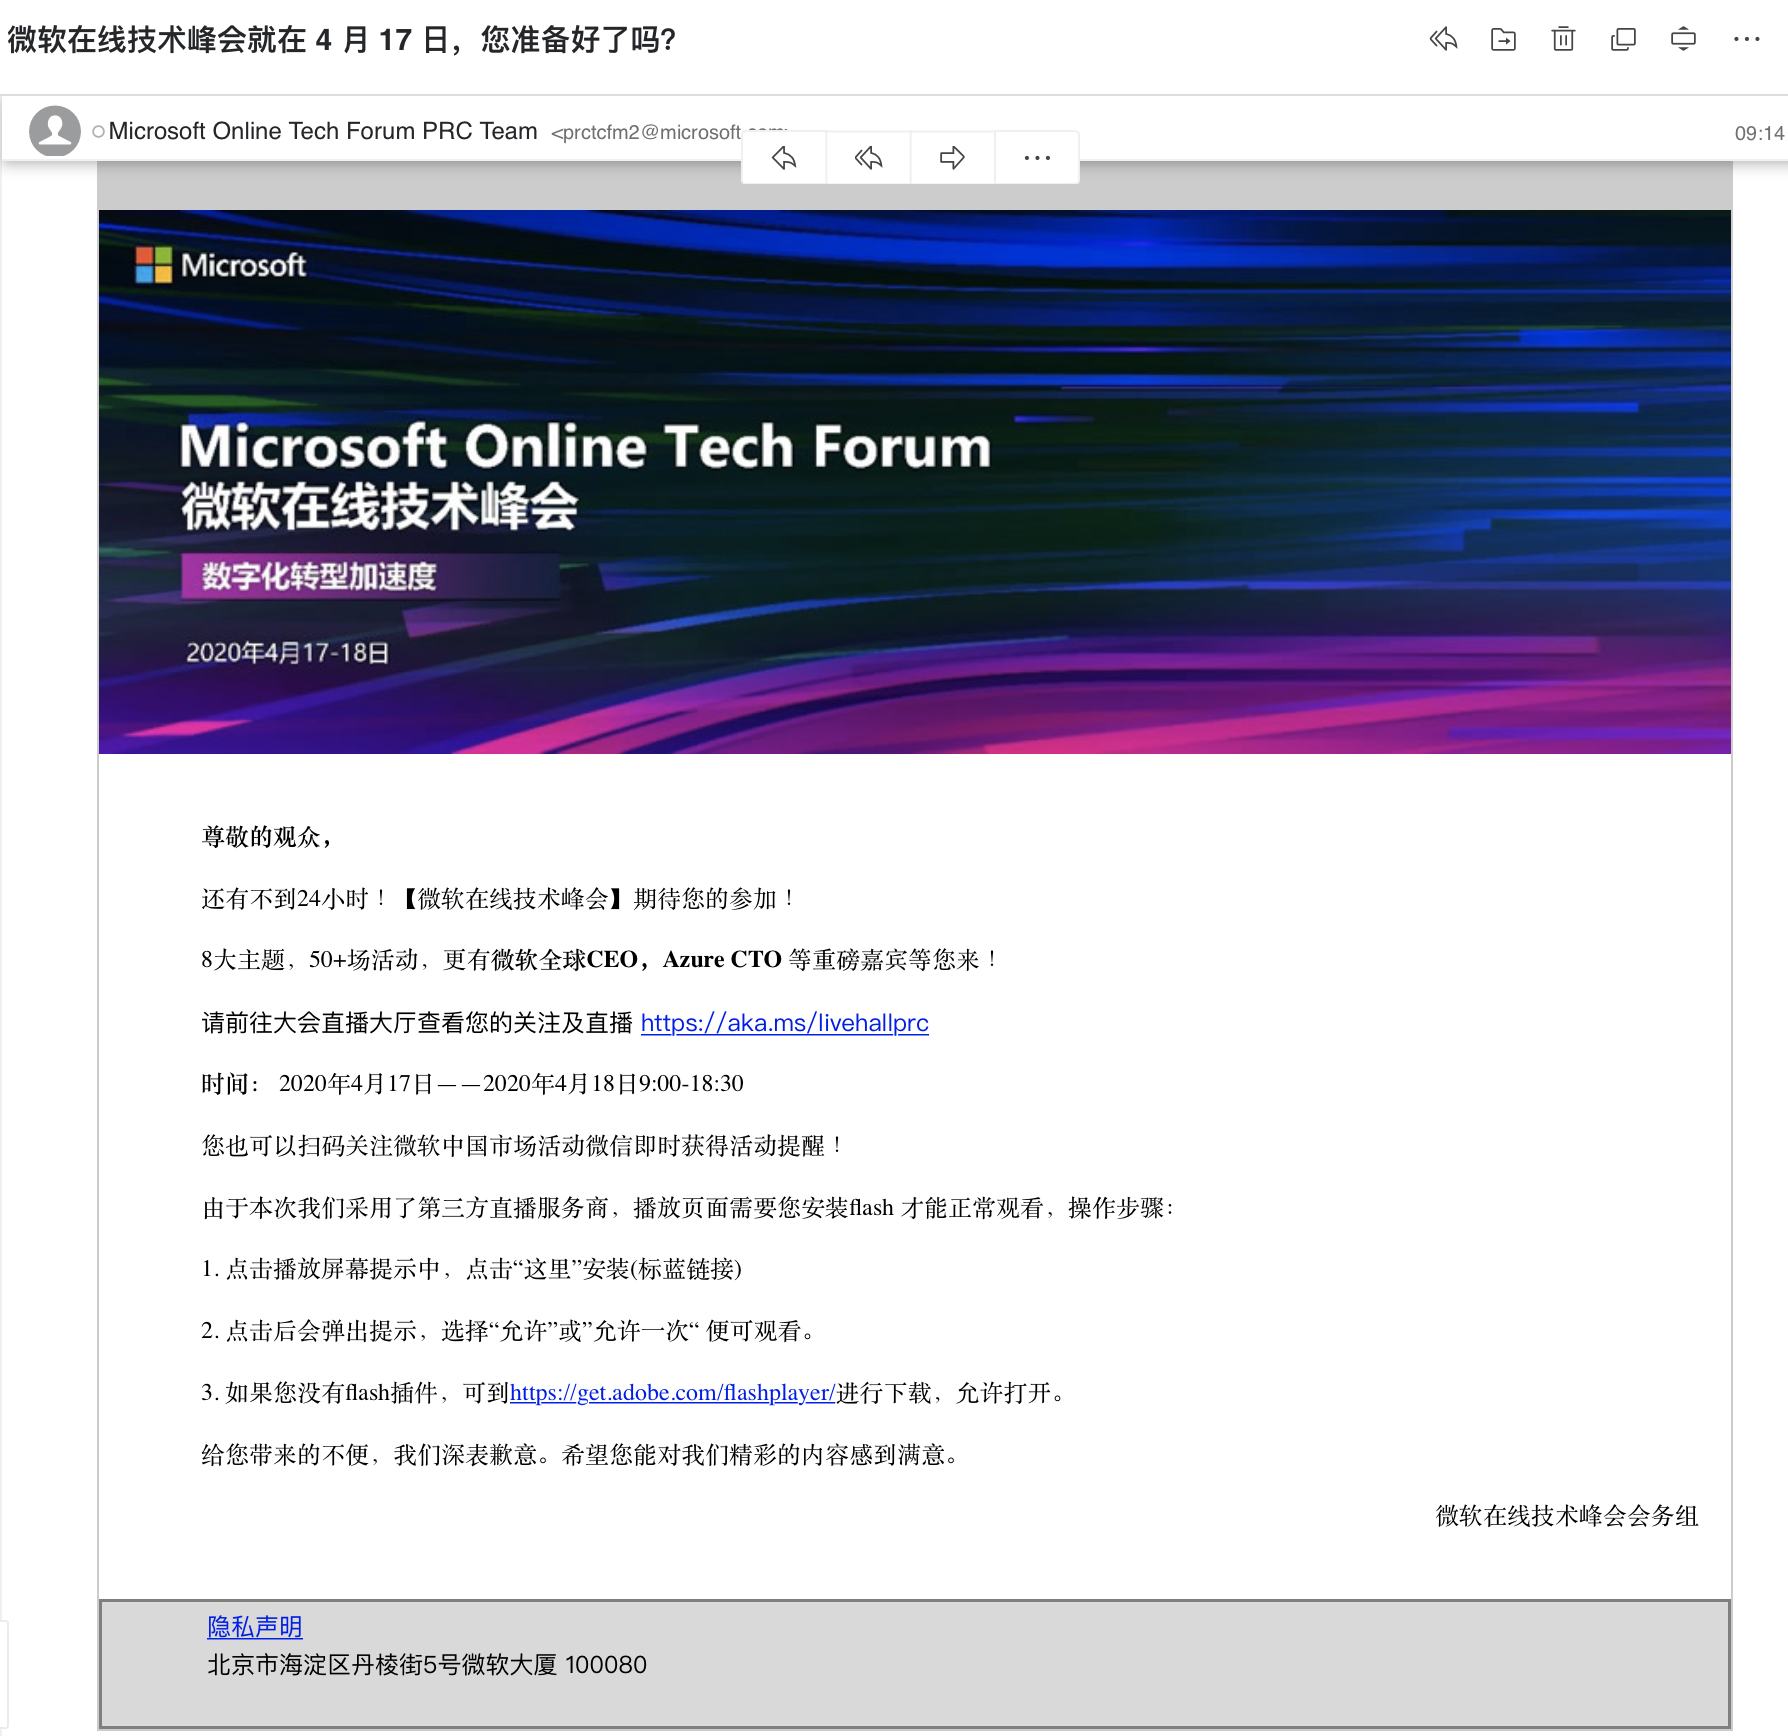 微软在线技术峰会就在 4 月 17 日，您准备好了吗？
Microsoft Online Tech Forum PRC Team <prctcfm2@microsoft
09:14
Microsoft
Microsoft Online Tech Forum
微软在线技术峰会
数字化转型加速度
2020年4月17-18日
尊敬的观众，
还有不到24小时！【微软在线技术峰会】期待您的参加！
8大主题，50+场活动，更有微软全球CEO，Azure CTO 等重磅嘉宾等您来！
请前往大会直播大厅查看您的关注及直播 https://aka.ms/livehallprc
时间： 2020年4月17日——2020年4月18日9:00-18:30
您也可以扫码关注微软中国市场活动微信即时获得活动提醒！
由于本次我们采用了第三方直播服务商，播放页面需要您安装flash 才能正常观看，操作步骤：
1. 点击播放屏幕提示中，点击“这里”安装(标蓝链接)
2. 点击后会弹出提示，选择“允许”或”允许一次“ 便可观看。
3. 如果您没有flash插件，可到https://get.adobe.com/flashplayer/进行下载，允许打开。
给您带来的不便，我们深表歉意。希望您能对我们精彩的内容感到满意。
微软在线技术峰会会务组
隐私声明
北京市海淀区丹棱街5号微软大厦 100080